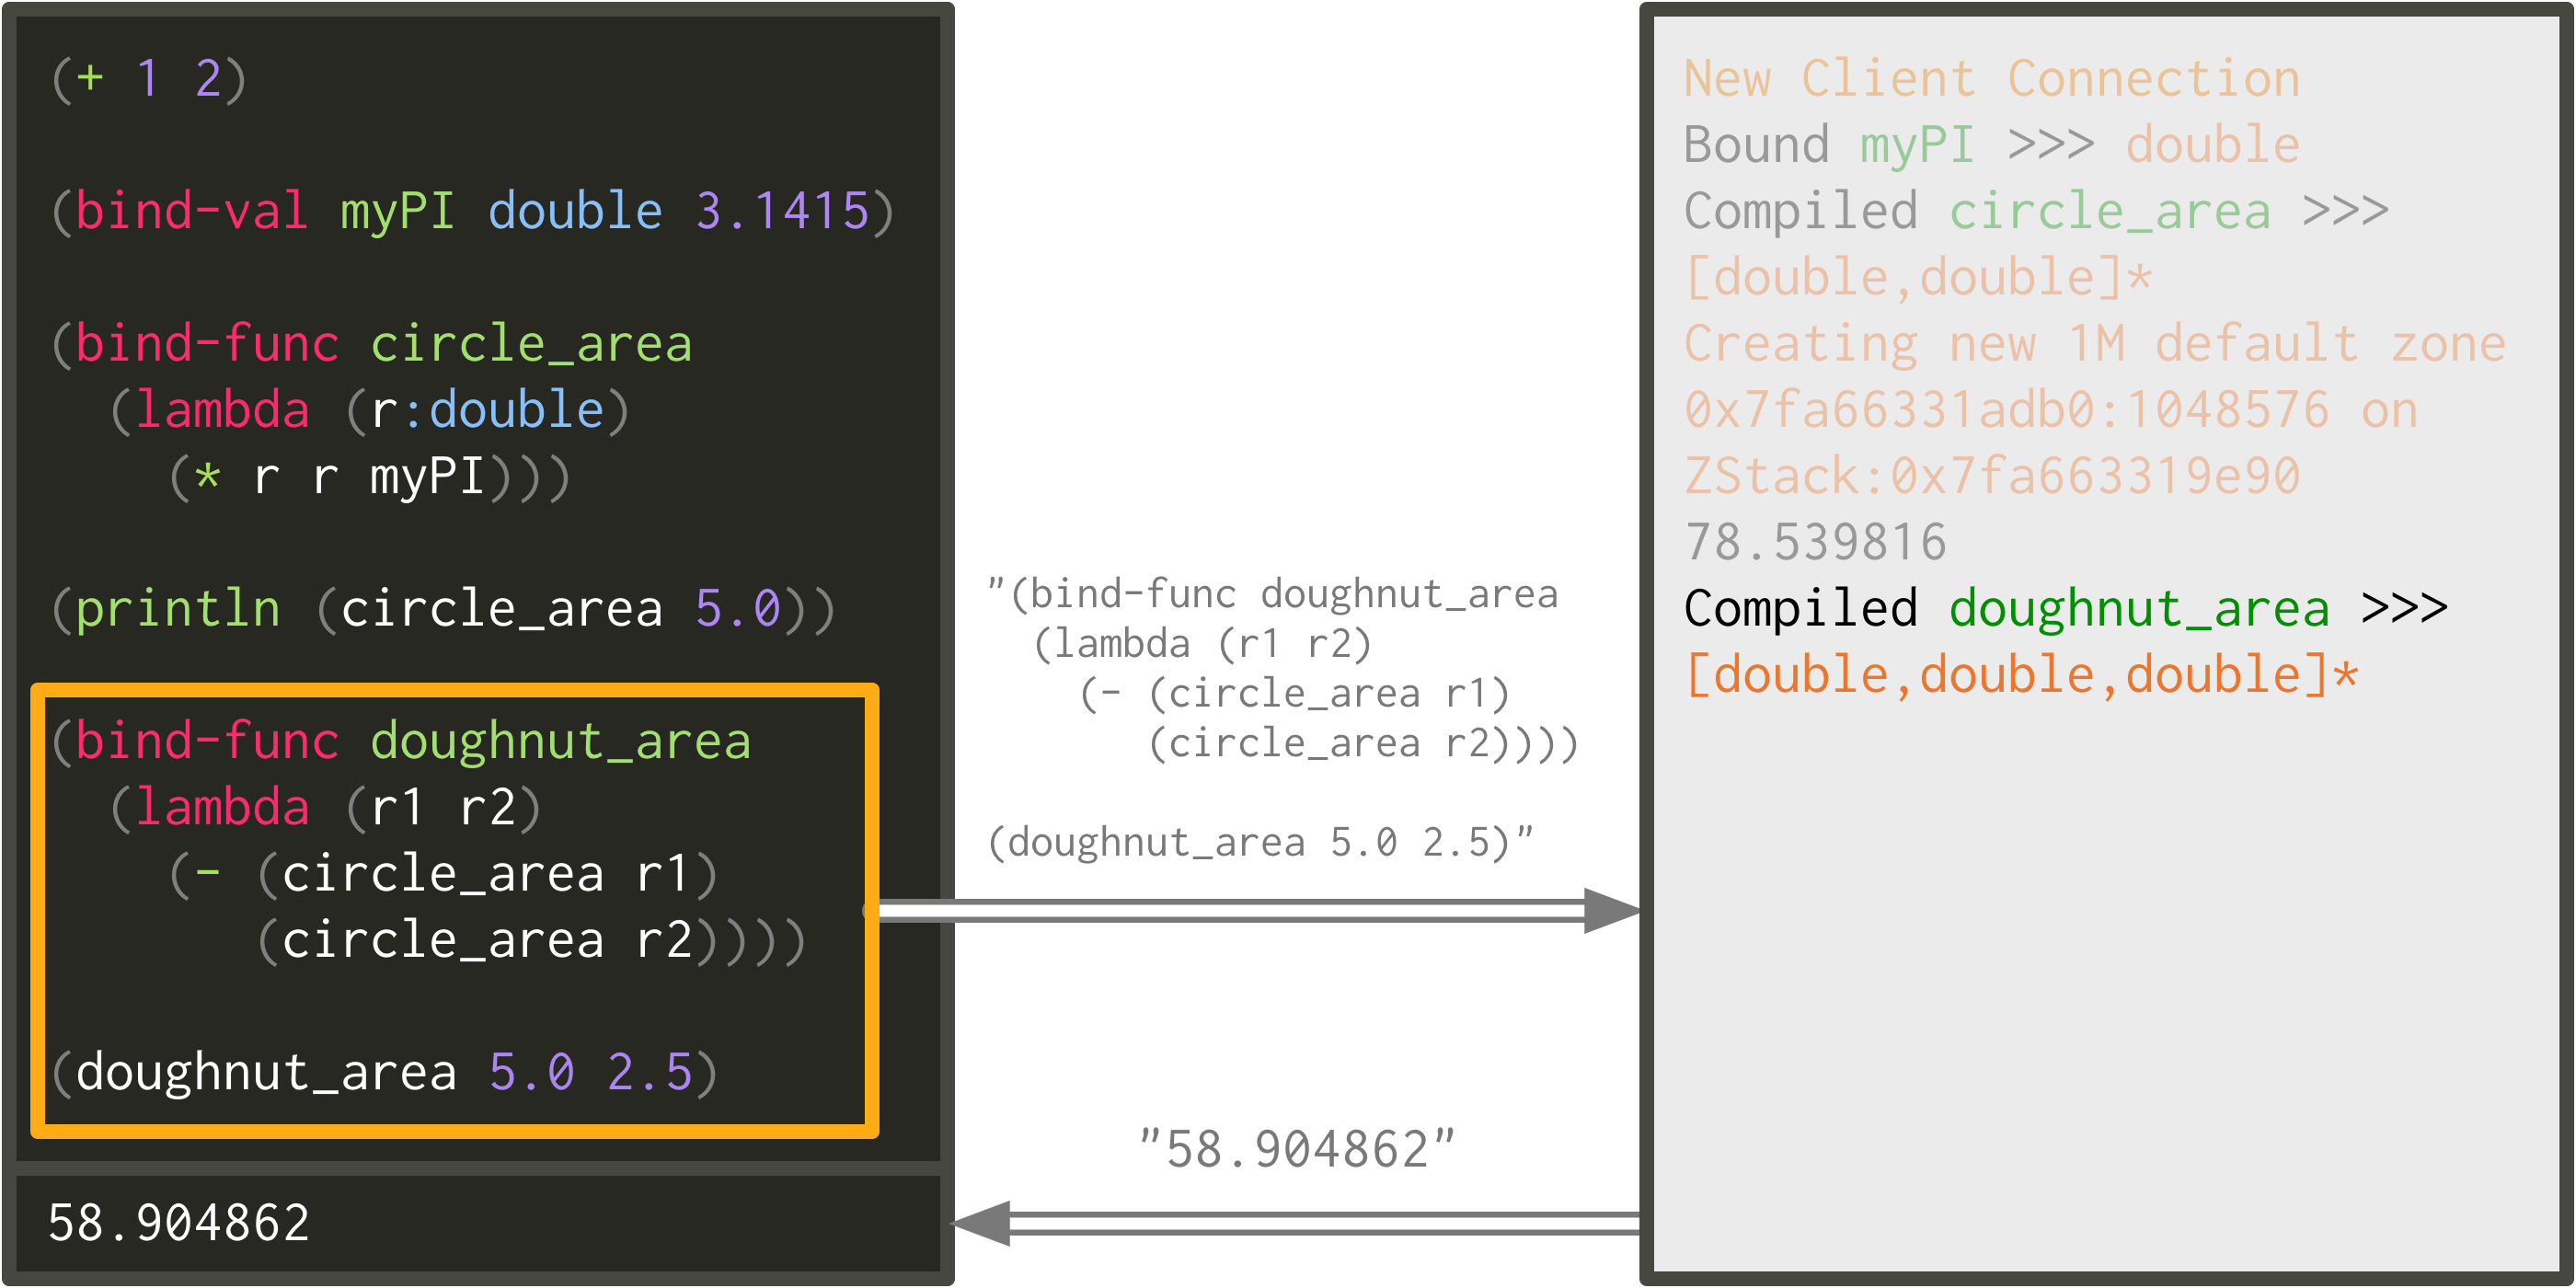 (+ 1 2)
(bind-val myPI double 3.1415)
(bind-func circle_area
(lambda (r:double)
(* r r myPI)))
(println (circle_area 5.0))
(bind-func doughnut_area
(lambda (r1 r2)
(- (circle_area r1)
(circle_area r2))))
(doughnut_area 5.0 2.5)
58.904862
"(bind-func doughnut_area
(lambda (r1 r2)
(- (circle_area r1)
(circle_area r2))))
(doughnut_area 5.0 2.5)"
"58.904862"
New Client Connection
Bound myPI >>> double
Compiled circle_area >>>
[double,double]*
Creating new 1M default zone
0x7fa66331adb0:1048576 on
ZStack:0x7fa663319e90
78.539816
Compiled doughnut_area >>>
[double,double,double]*